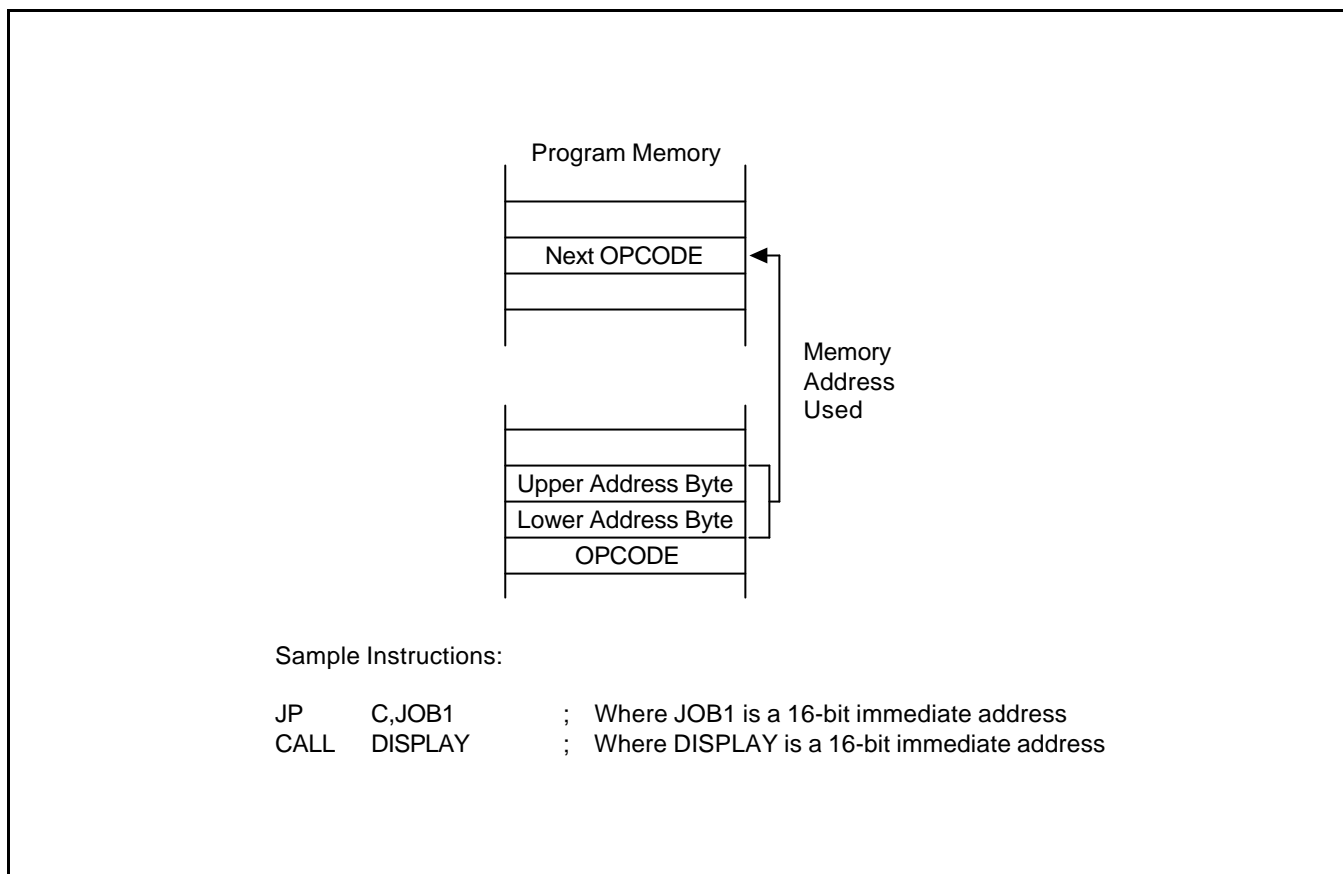 Program Memory
Next OPCODE
Memory
Address
Used
Upper Address Byte
Lower Address Byte
OPCODE
Sample Instructions:
JP C,JOB1 ; Where JOB1 is a 16-bit immediate address
CALL DISPLAY ; Where DISPLAY is a 16-bit immediate address